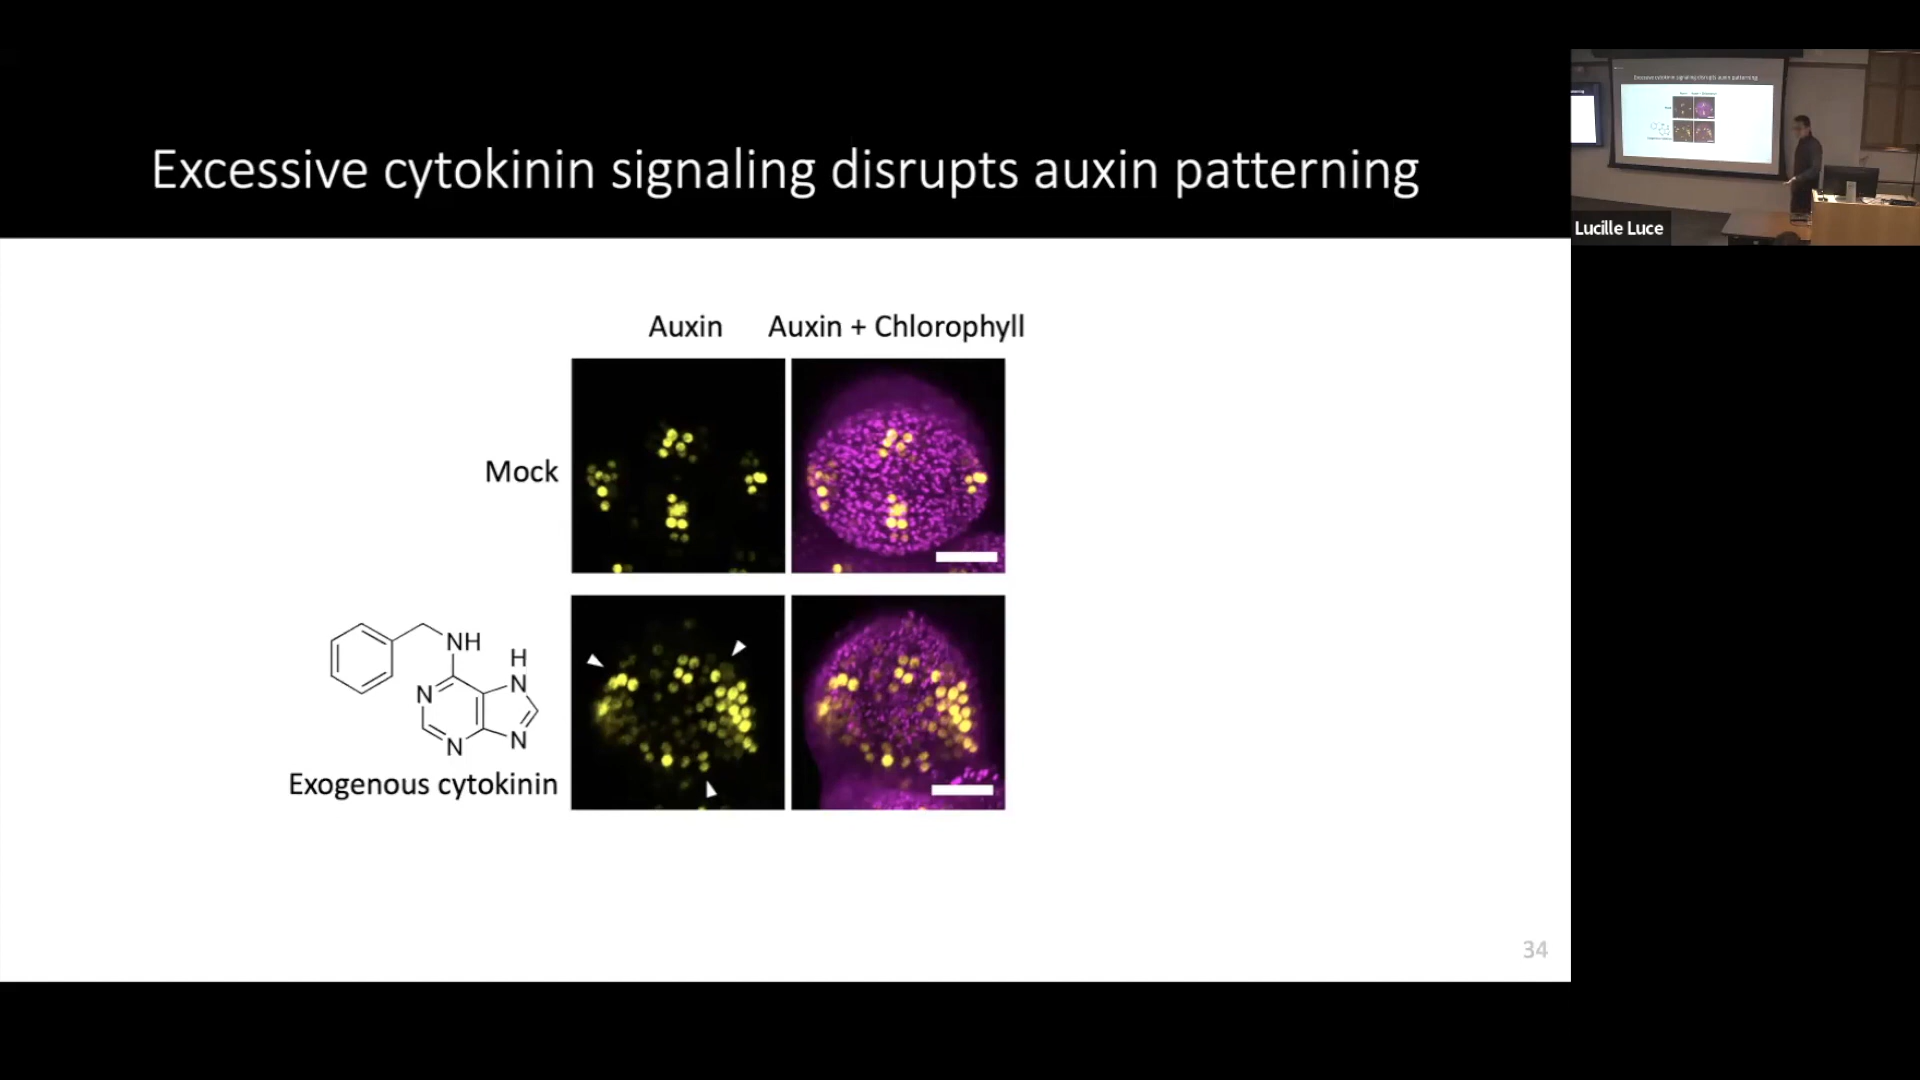 Excessive cytokinin signaling disrupts auxin patterning
Lucille Luce
Auxin
Auxin + Chlorophyll
Mock
NH
H
N
N
N
N
Exogenous cytokinin
34